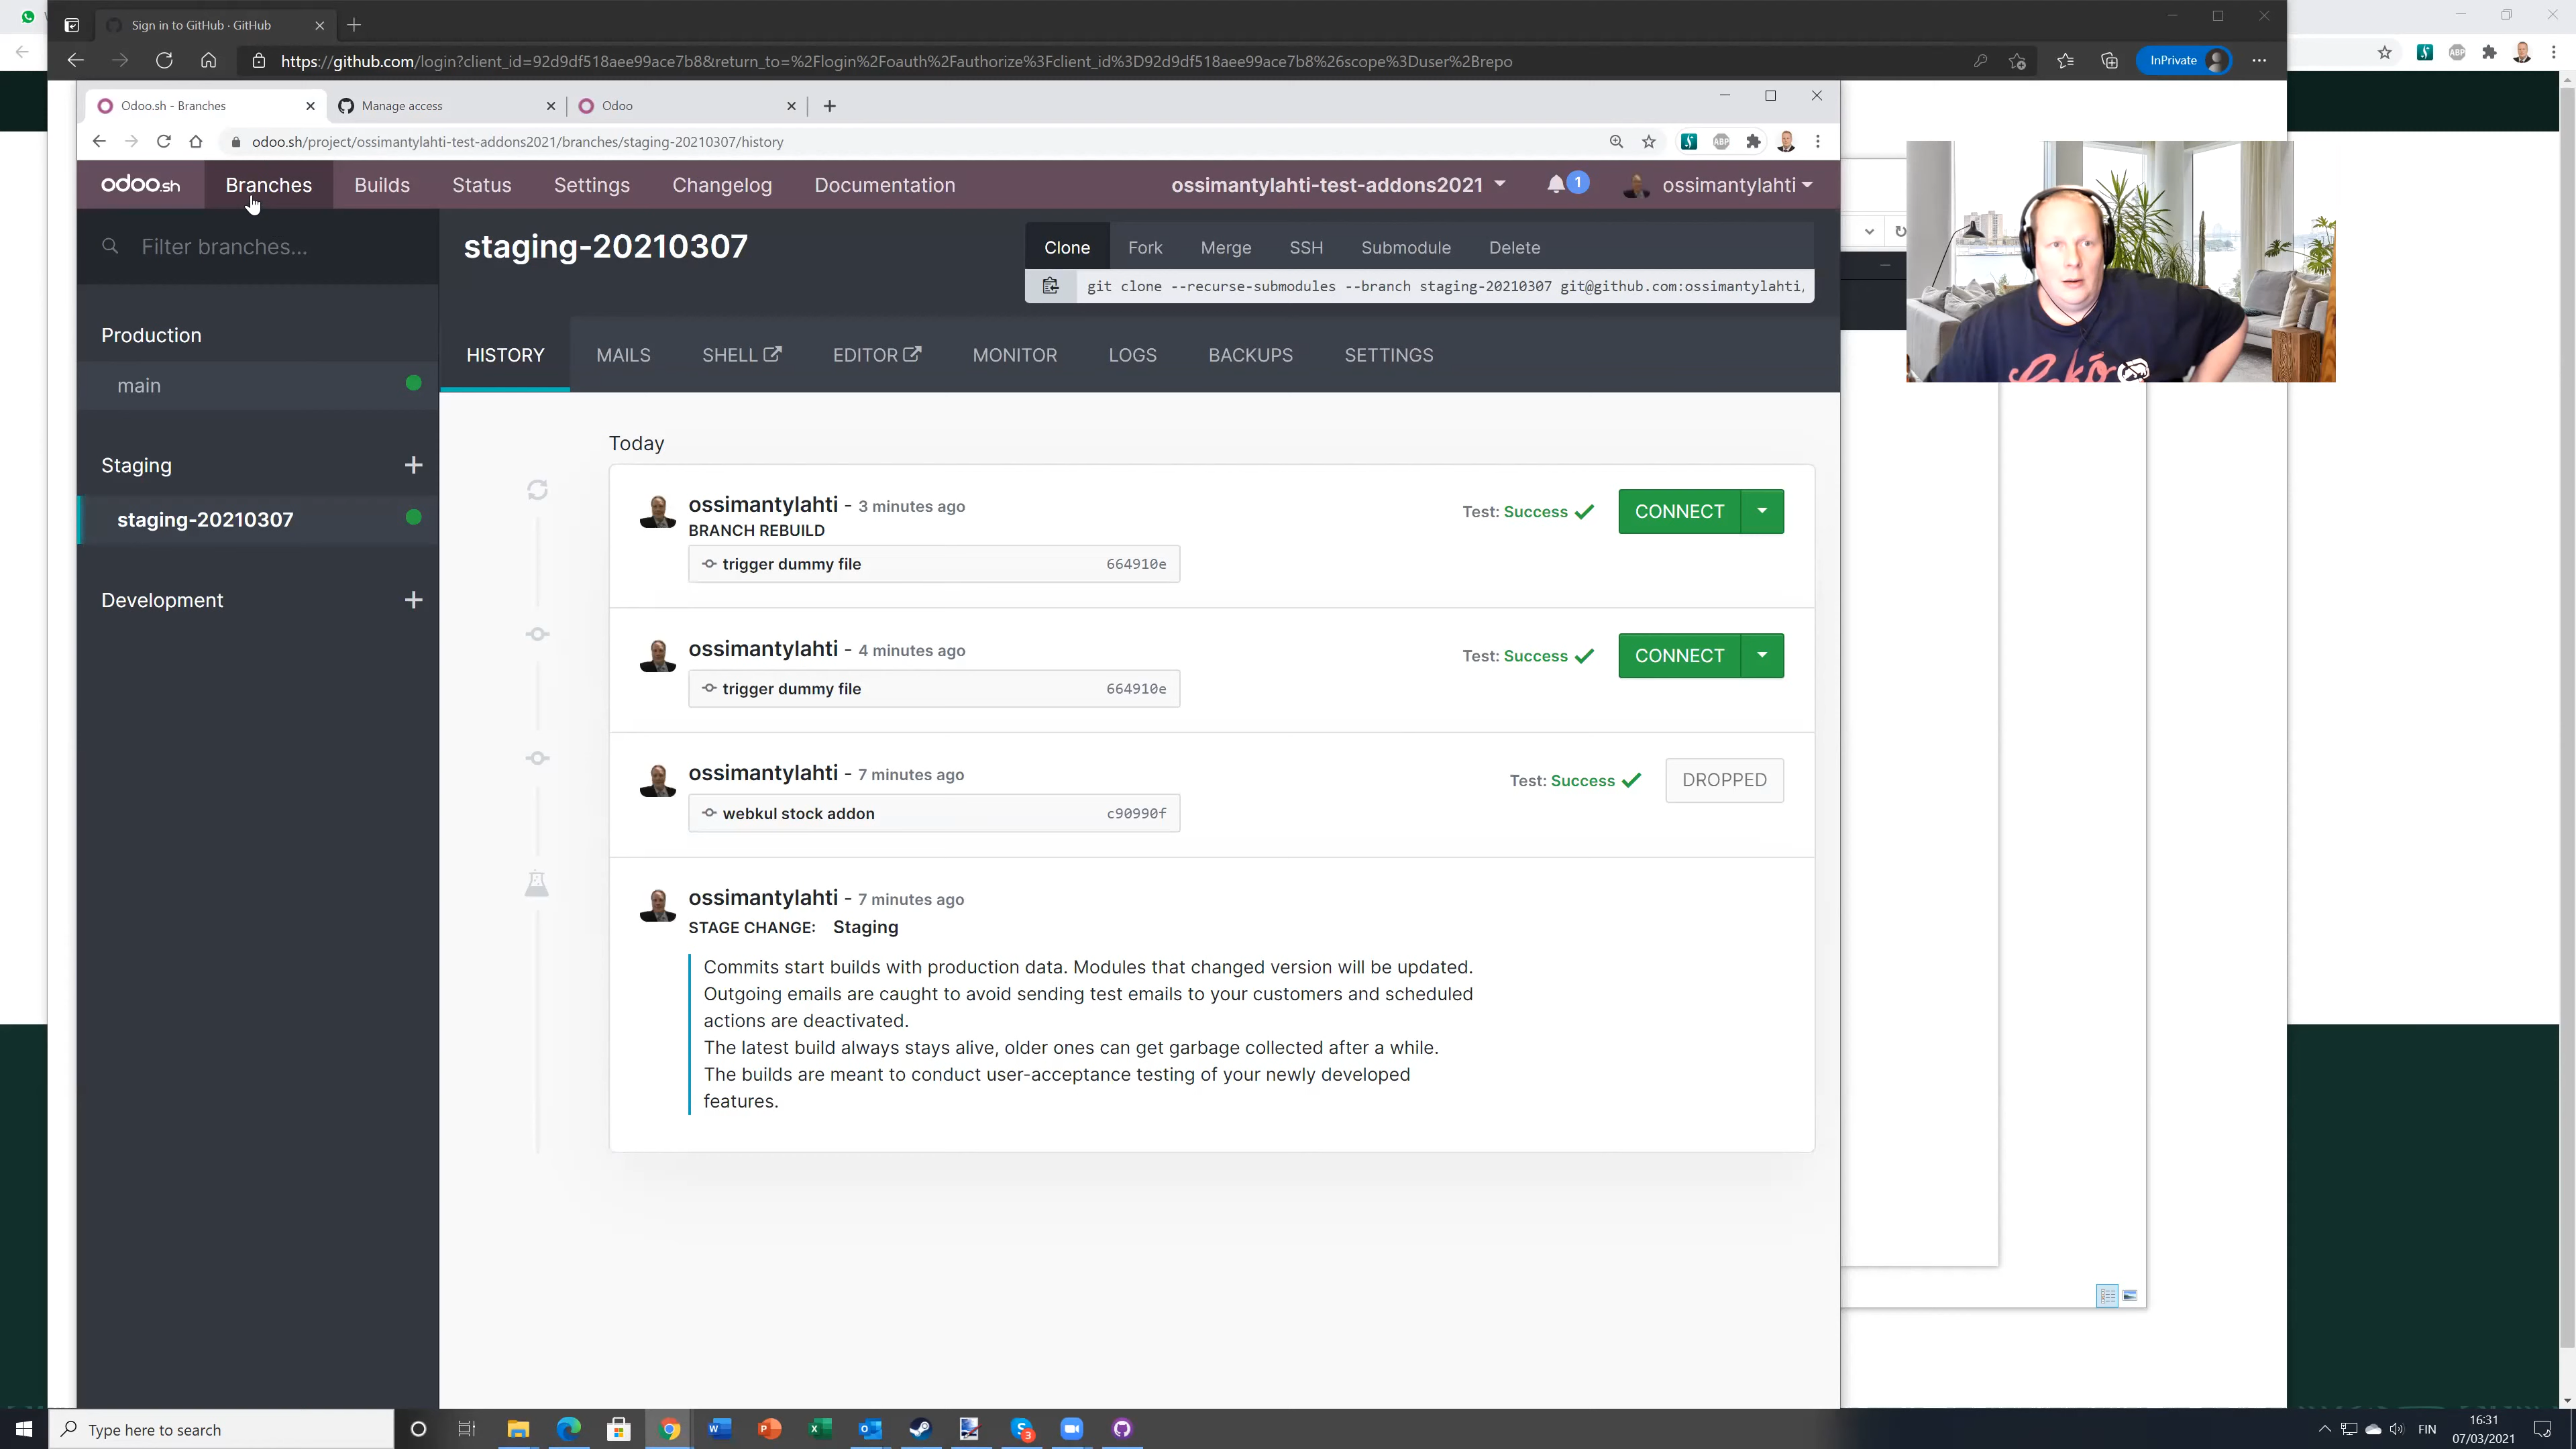 Sign in to GitHub · GitHub
https://github.com/login?client_id=92d9df518aee99ace7b8&return_to=%2Flogin%2Foauth%2Fauthorize%3Fclient_id%3D92d9df518aee99ace7b8%26scope%3Duser%2Brepo
InPrivate
ABP
Odoo.sh - Branches
Manage access
Odoo
odoo.sh/project/ossimantylahti-test-addons2021/branches/staging-20210307/history
ABP
odoo.sh
Branches
Builds
Status
Settings
Changelog
Documentation
ossimantylahti-test-addons2021
1
ossimantylahti
Filter branches...
staging-20210307
Clone
Fork
Merge
SSH
Submodule
Delete
git clone --recurse-submodules --branch staging-20210307 git@github.com:ossimantylahti,
Production
main
Staging
staging-20210307
Development
HISTORY
MAILS
SHELL
EDITOR
MONITOR
LOGS
BACKUPS
SETTINGS
Today
ossimantylahti - 3 minutes ago
BRANCH REBUILD
trigger dummy file 664910e
Test: Success
CONNECT
ossimantylahti - 4 minutes ago
trigger dummy file 664910e
Test: Success
CONNECT
ossimantylahti - 7 minutes ago
webkul stock addon c90990f
Test: Success
DROPPED
ossimantylahti - 7 minutes ago
STAGE CHANGE: Staging
Commits start builds with production data. Modules that changed version will be updated.
Outgoing emails are caught to avoid sending test emails to your customers and scheduled
actions are deactivated.
The latest build always stays alive, older ones can get garbage collected after a while.
The builds are meant to conduct user-acceptance testing of your newly developed
features.
Type here to search
3
FIN
16:31
07/03/2021